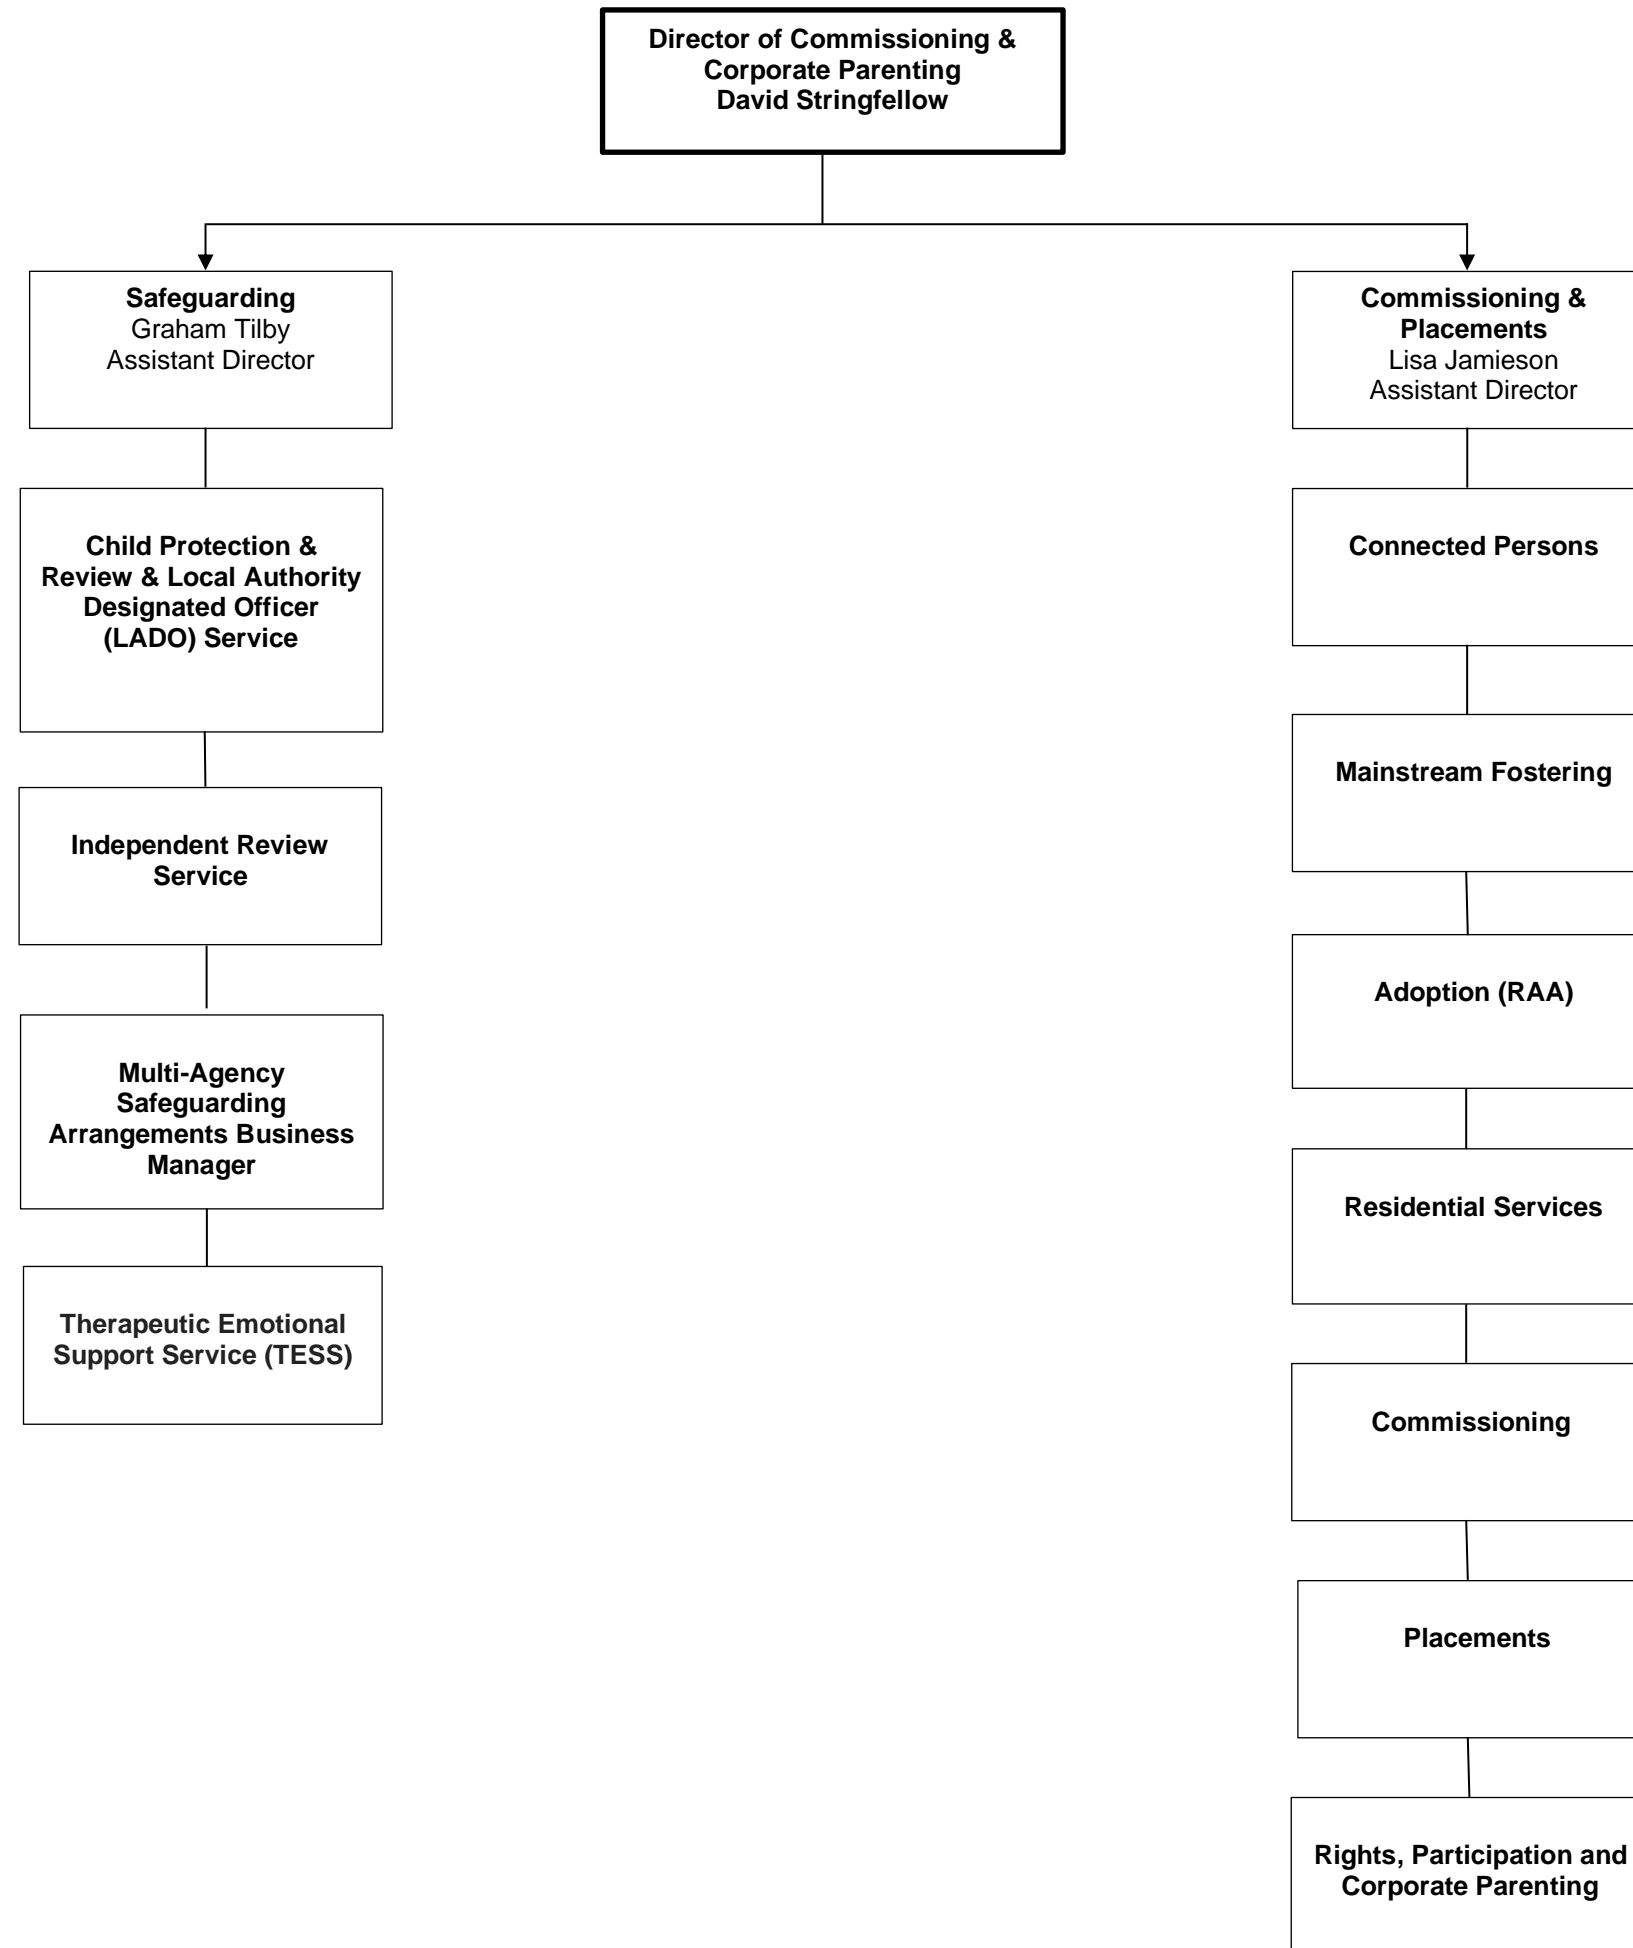 Director of Commissioning &
Corporate Parenting
David Stringfellow
Safeguarding
Graham Tilby
Assistant Director
Child Protection &
Review & Local Authority
Designated Officer
(LADO) Service
Independent Review
Service
Multi-Agency
Safeguarding
Arrangements Business
Manager
Therapeutic Emotional
Support Service (TESS)
Commissioning &
Placements
Lisa Jamieson
Assistant Director
Connected Persons
Mainstream Fostering
Adoption (RAA)
Residential Services
Commissioning
Placements
Rights, Participation and
Corporate Parenting